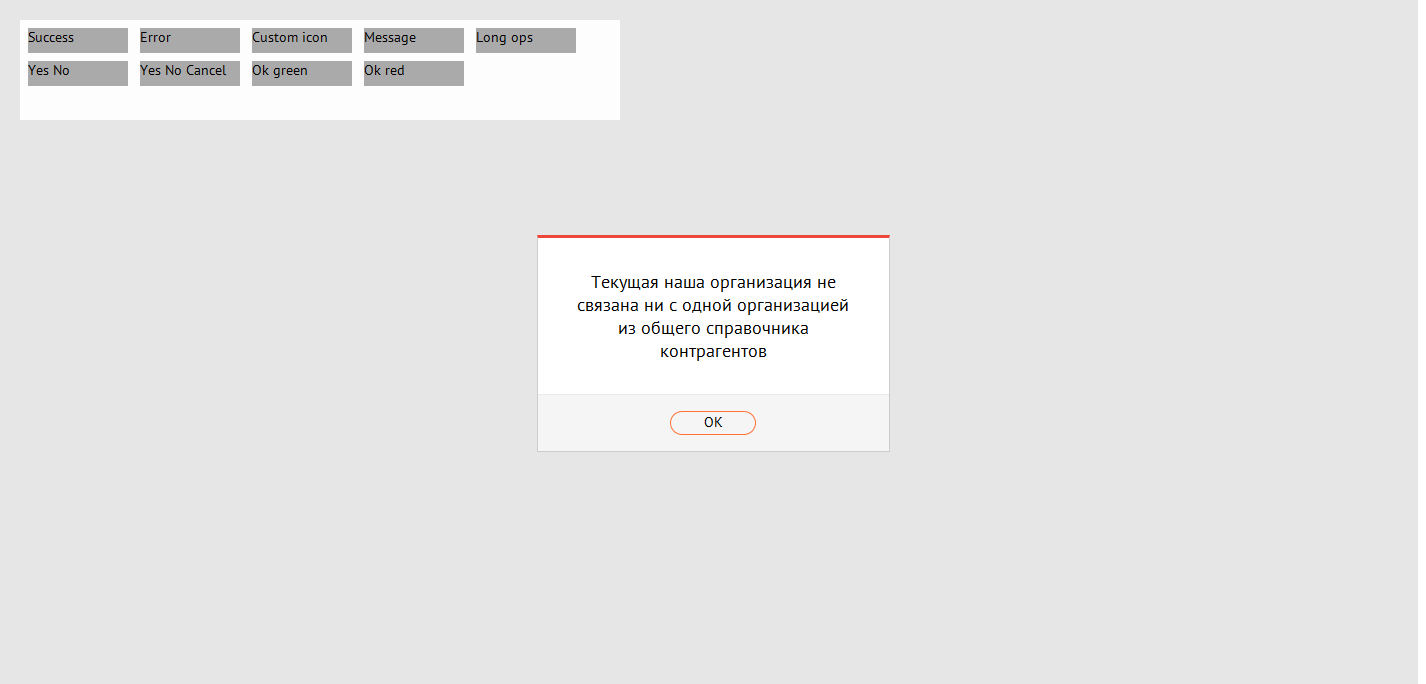 Success
Error
Custom icon
Message
Long ops
Yes No
Yes No Cancel
Ok green
Ok red
Текущая наша организация не
связана ни с одной организацией
из общего справочника
контрагентов
OK